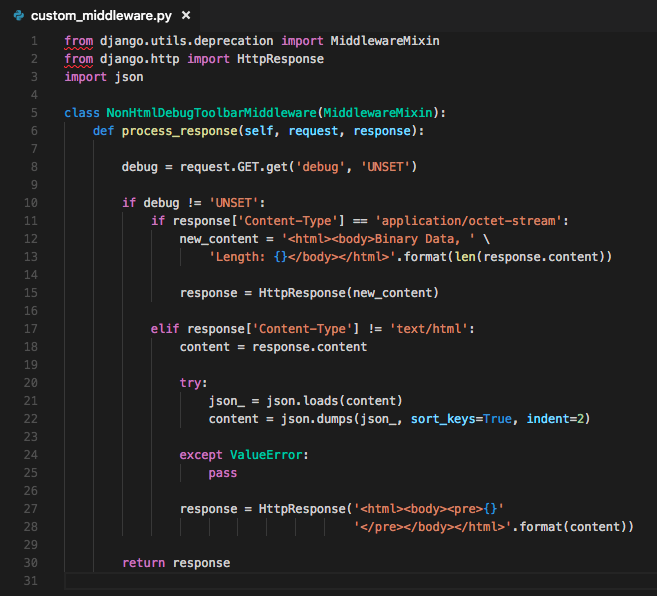 custom_middleware.py ×
1 from django.utils.deprecation import MiddlewareMixin
2 from django.http import HttpResponse
3 import json
4
5 class NonHtmlDebugToolbarMiddleware(MiddlewareMixin):
6     def process_response(self, request, response):
7
8         debug = request.GET.get('debug', 'UNSET')
9
10         if debug != 'UNSET':
11             if response['Content-Type'] == 'application/octet-stream':
12                 new_content = '<html><body>Binary Data, ' \
13                     'Length: {}</body></html>'.format(len(response.content))
14
15                 response = HttpResponse(new_content)
16
17             elif response['Content-Type'] != 'text/html':
18                 content = response.content
19
20                 try:
21                     json_ = json.loads(content)
22                     content = json.dumps(json_, sort_keys=True, indent=2)
23
24                 except ValueError:
25                     pass
26
27                 response = HttpResponse('<html><body><pre>{}'
28                                         '</pre></body></html>'.format(content))
29
30         return response
31